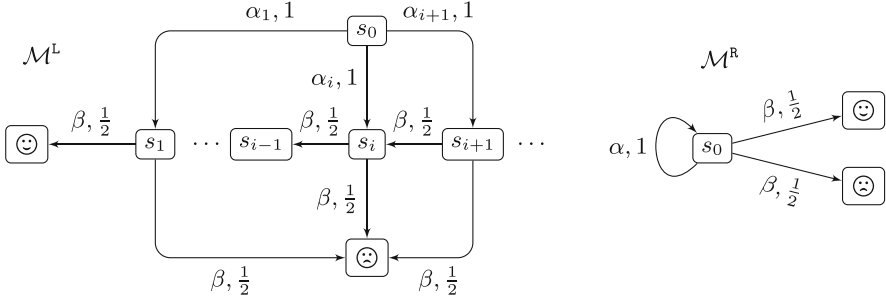 α₁, 1
s₀
αᵢ₊₁, 1
ℳᴸ
αᵢ, 1
β, ½
s₁
···
sᵢ₋₁
β, ½
sᵢ
β, ½
sᵢ₊₁
···
β, ½
β, ½
β, ½
ℳᴿ
α, 1
s₀
β, ½
β, ½